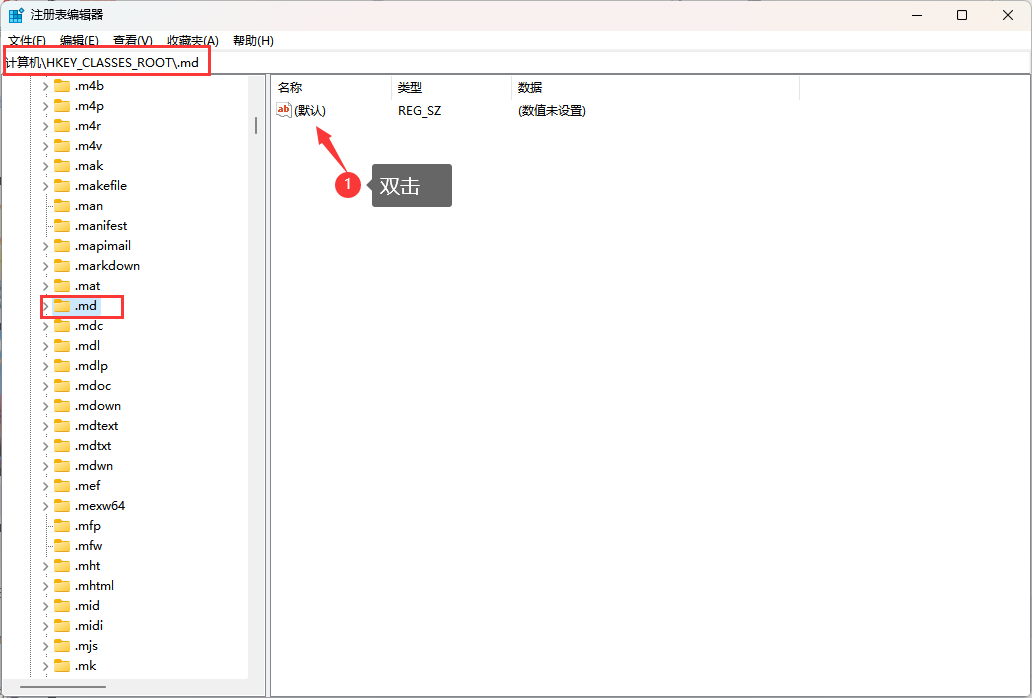 注册表编辑器
文件(F) 编辑(E) 查看(V) 收藏夹(A) 帮助(H)
计算机\HKEY_CLASSES_ROOT\.md
.m4b
.m4p
.m4r
.m4v
.mak
.makefile
.man
.manifest
.mapimail
.markdown
.mat
.md
.mdc
.mdl
.mdlp
.mdoc
.mdown
.mdtext
.mdtxt
.mdwn
.mef
.mexw64
.mfp
.mfw
.mht
.mhtml
.mid
.midi
.mjs
.mk
名称 类型 数据
ab (默认) REG_SZ (数值未设置)
1 双击